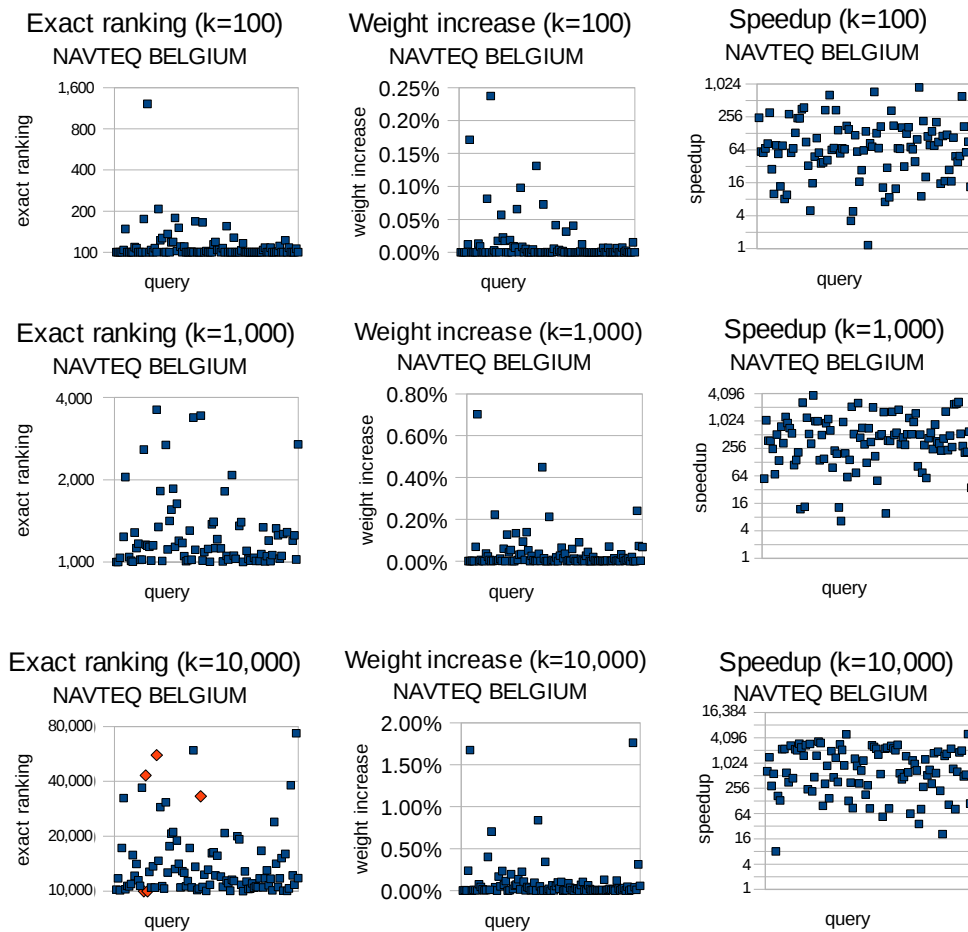 Exact ranking (k=100)
NAVTEQ BELGIUM
1,600
800
400
200
100
exact ranking
query
Weight increase (k=100)
NAVTEQ BELGIUM
0.25%
0.20%
0.15%
0.10%
0.05%
0.00%
weight increase
query
Speedup (k=100)
NAVTEQ BELGIUM
1,024
256
64
16
4
1
speedup
query
Exact ranking (k=1,000)
NAVTEQ BELGIUM
4,000
2,000
1,000
exact ranking
query
Weight increase (k=1,000)
NAVTEQ BELGIUM
0.80%
0.60%
0.40%
0.20%
0.00%
weight increase
query
Speedup (k=1,000)
NAVTEQ BELGIUM
4,096
1,024
256
64
16
4
1
speedup
query
Exact ranking (k=10,000)
NAVTEQ BELGIUM
80,000
40,000
20,000
10,000
exact ranking
query
Weight increase (k=10,000)
NAVTEQ BELGIUM
2.00%
1.50%
1.00%
0.50%
0.00%
weight increase
query
Speedup (k=10,000)
NAVTEQ BELGIUM
16,384
4,096
1,024
256
64
16
4
1
speedup
query